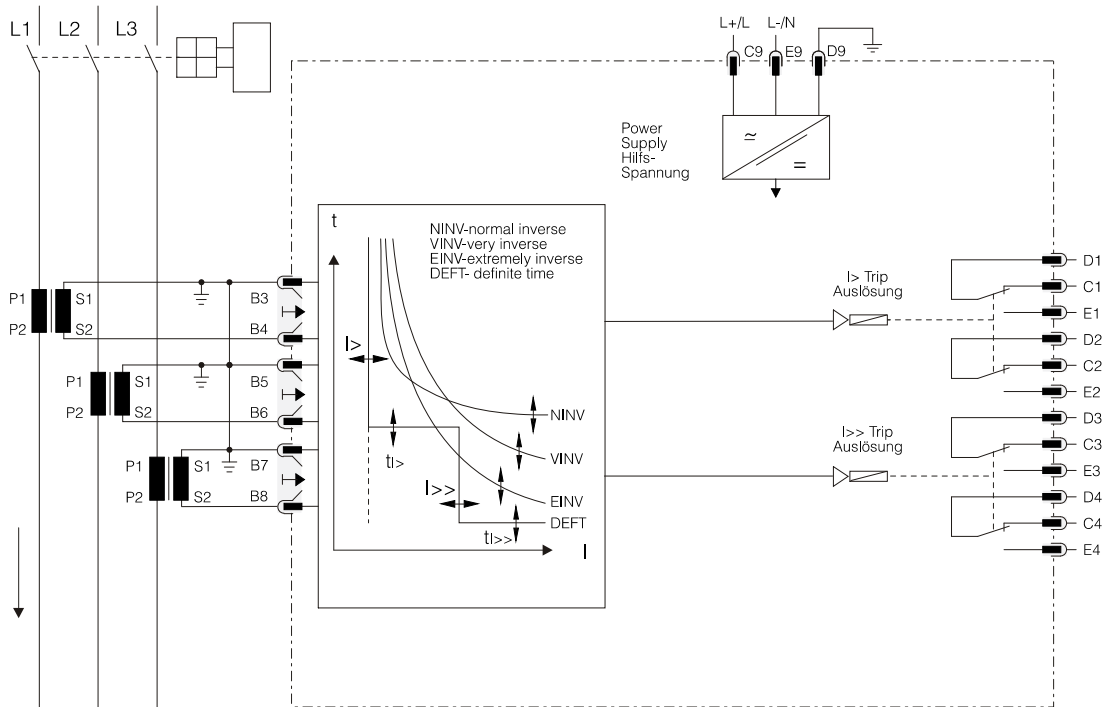 L1
L2
L3
L+/L
L-/N
C9
E9
D9
Power
Supply
Hilfs-
Spannung
≃
=
t
NINV-normal inverse
VINV-very inverse
EINV-extremely inverse
DEFT- definite time
P1
S1
P2
S2
B3
B4
P1
S1
P2
S2
B5
B6
P1
S1
P2
S2
B7
B8
I>
tI>
I>>
tI>>
NINV
VINV
EINV
DEFT
I
I> Trip
Auslösung
I>> Trip
Auslösung
D1
C1
E1
D2
C2
E2
D3
C3
E3
D4
C4
E4